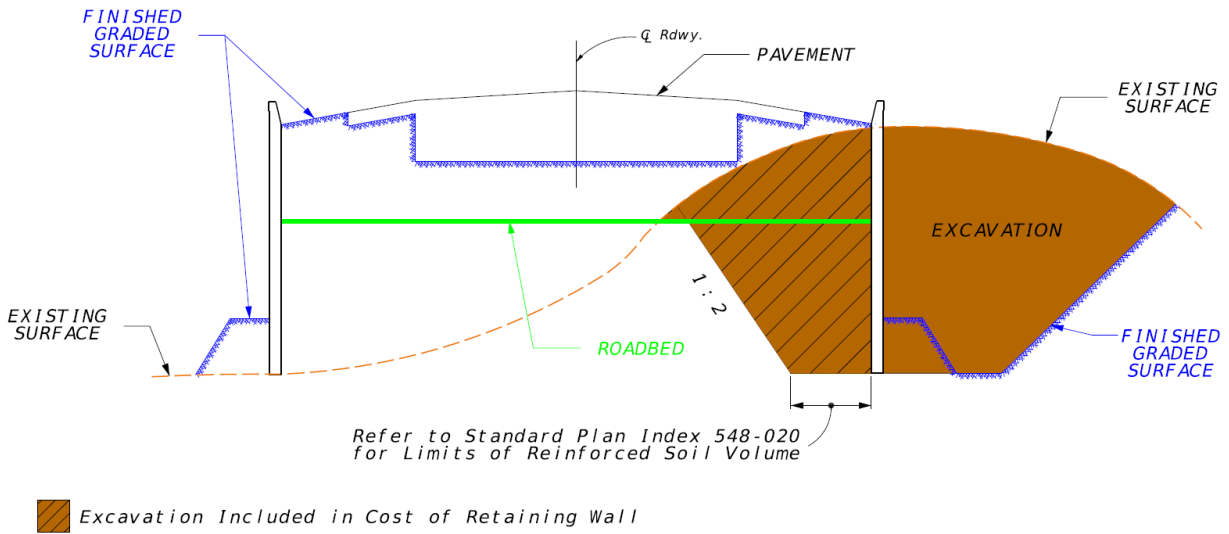 FINISHED
GRADED
SURFACE
℄ Rdwy.
PAVEMENT
EXISTING
SURFACE
EXCAVATION
1:2
EXISTING
SURFACE
ROADBED
FINISHED
GRADED
SURFACE
Refer to Standard Plan Index 548-020
for Limits of Reinforced Soil Volume
Excavation Included in Cost of Retaining Wall